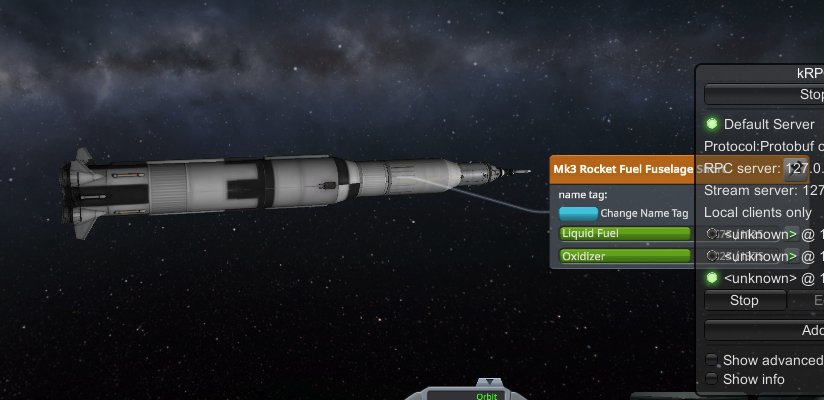 kRP
Stop
Default Server
Protocol:Protobuf o
Mk3 Rocket Fuel Fuselage
RPC server: 127.0.
name tag:
Stream server: 127
Change Name Tag
Local clients only
Liquid Fuel
<unknown> @ 1
Oxidizer
<unknown> @ 1
<unknown> @ 1
Stop
E
Add
Show advanced
Show info
Orbit